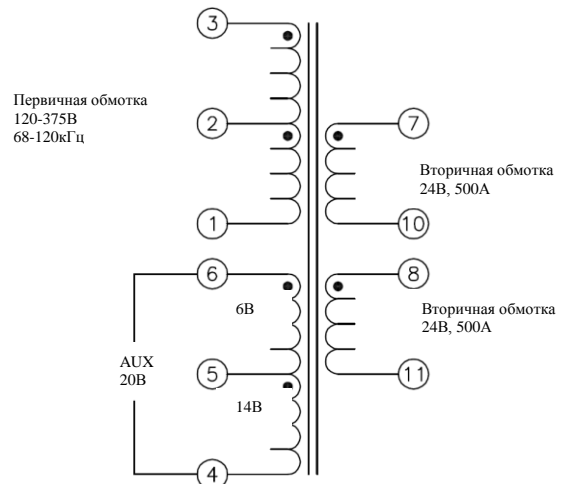 3
Первичная обмотка
120-375В
68-120кГц
2
7
Вторичная обмотка
24В, 500А
1
10
6
8
6В
Вторичная обмотка
24В, 500А
AUX
20В
5
11
14В
4